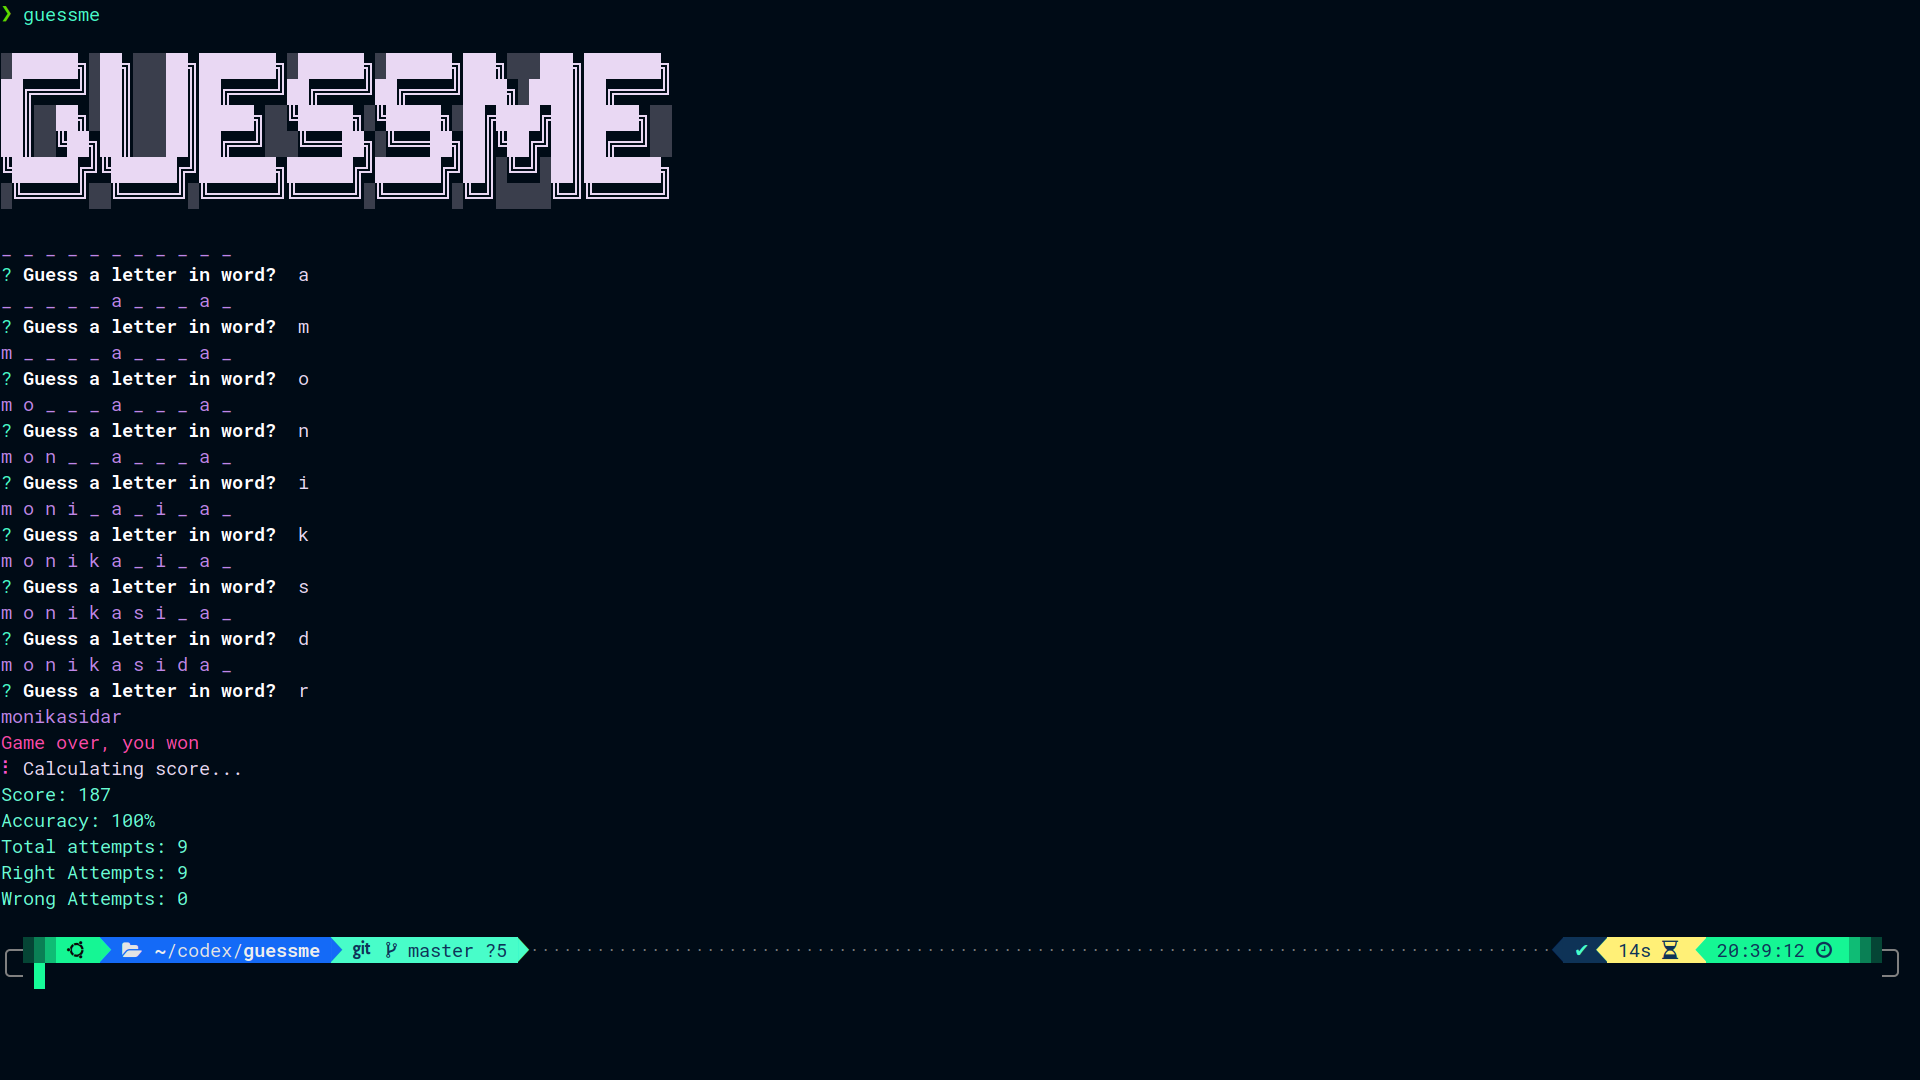 ❯ guessme
GUESSME
_ _ _ _ _ _ _ _ _ _ _
? Guess a letter in word?  a
_ _ _ _ _ a _ _ _ a _
? Guess a letter in word?  m
m _ _ _ _ a _ _ _ a _
? Guess a letter in word?  o
m o _ _ _ a _ _ _ a _
? Guess a letter in word?  n
m o n _ _ a _ _ _ a _
? Guess a letter in word?  i
m o n i _ a _ i _ a _
? Guess a letter in word?  k
m o n i k a _ i _ a _
? Guess a letter in word?  s
m o n i k a s i _ a _
? Guess a letter in word?  d
m o n i k a s i d a _
? Guess a letter in word?  r
monikasidar
Game over, you won
⠸ Calculating score...
Score: 187
Accuracy: 100%
Total attempts: 9
Right Attempts: 9
Wrong Attempts: 0
~/codex/guessme git master ?5 ✔ 14s 20:39:12